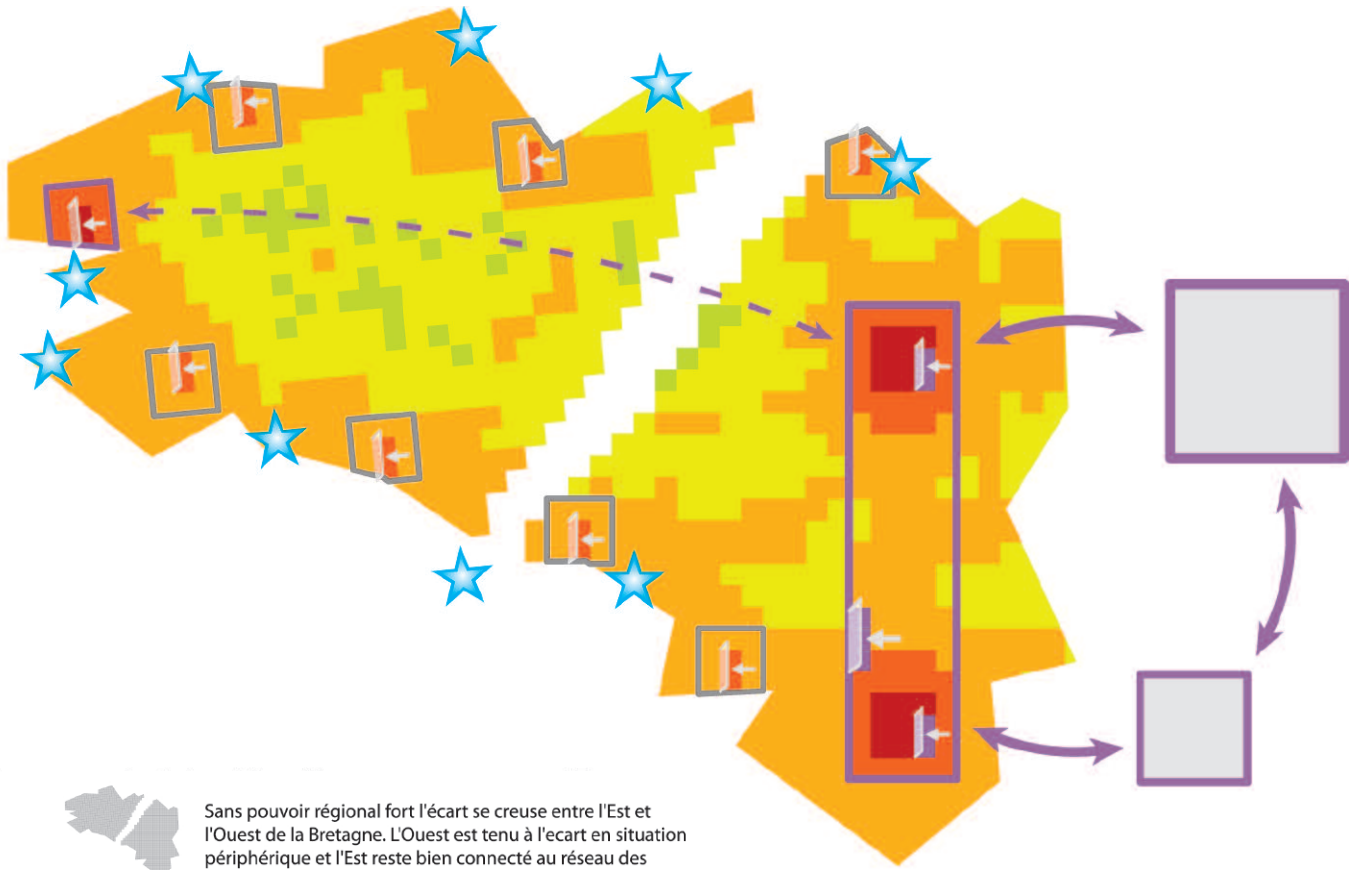 Sans pouvoir régional fort l'écart se creuse entre l'Est et
l'Ouest de la Bretagne. L'Ouest est tenu à l'ecart en situation
périphérique et l'Est reste bien connecté au réseau des